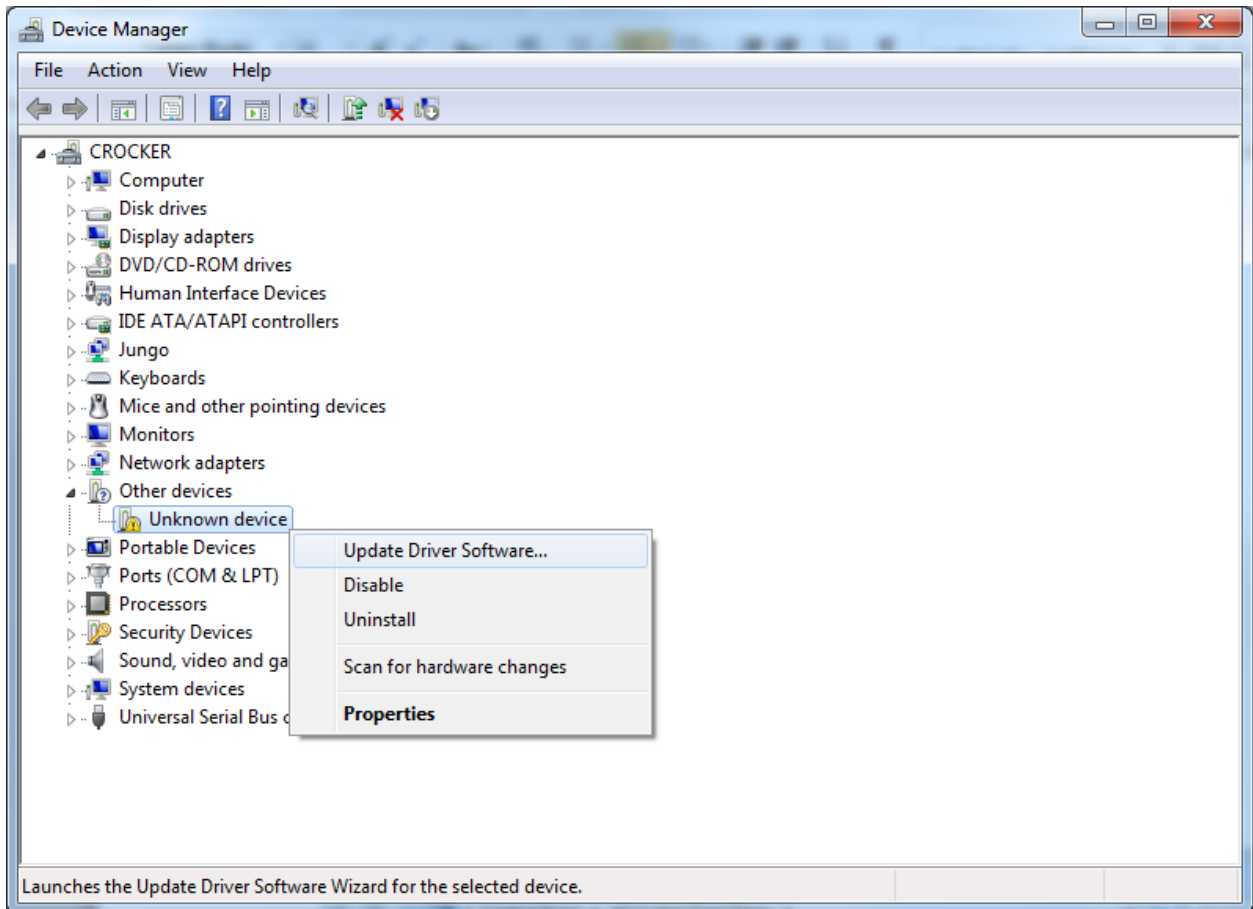 Device Manager
File Action View Help
CROCKER
Computer
Disk drives
Display adapters
DVD/CD-ROM drives
Human Interface Devices
IDE ATA/ATAPI controllers
Jungo
Keyboards
Mice and other pointing devices
Monitors
Network adapters
Other devices
Unknown device
Portable Devices
Ports (COM & LPT)
Processors
Security Devices
Sound, video and ga
System devices
Universal Serial Bus c
Update Driver Software...
Disable
Uninstall
Scan for hardware changes
Properties
Launches the Update Driver Software Wizard for the selected device.